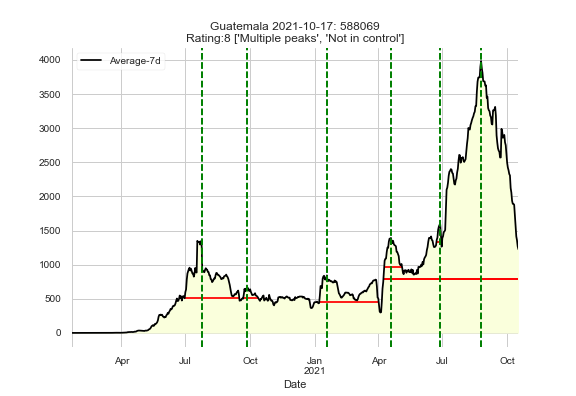 Guatemala 2021-10-17: 588069
Rating:8 ['Multiple peaks', 'Not in control']
Average-7d
4000
3500
3000
2500
2000
1500
1000
500
0
Apr Jul Oct Jan Apr Jul Oct
2021
Date